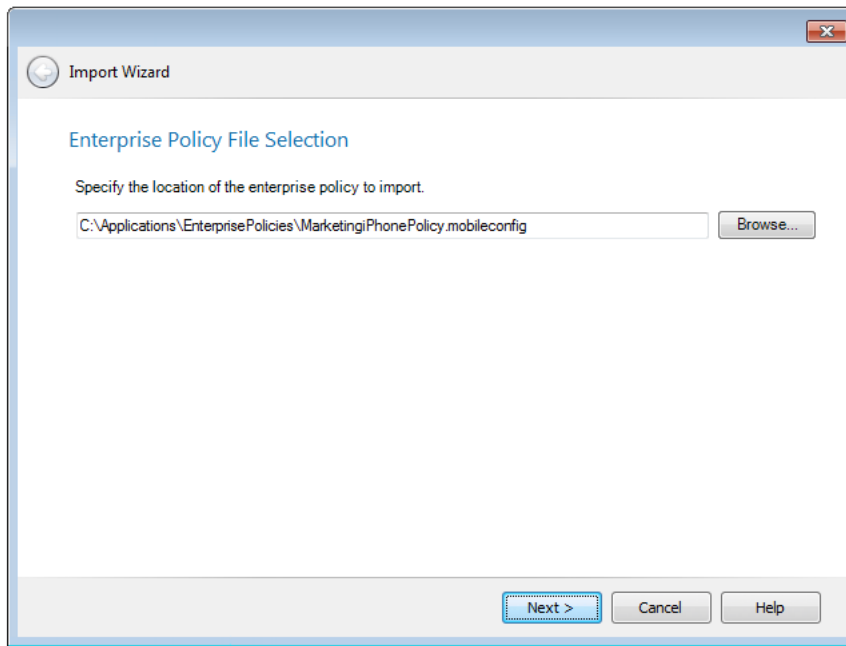 Import Wizard
Enterprise Policy File Selection
Specify the location of the enterprise policy to import.
C:\Applications\EnterprisePolicies\MarketingiPhonePolicy.mobileconfig
Browse...
Next >
Cancel
Help